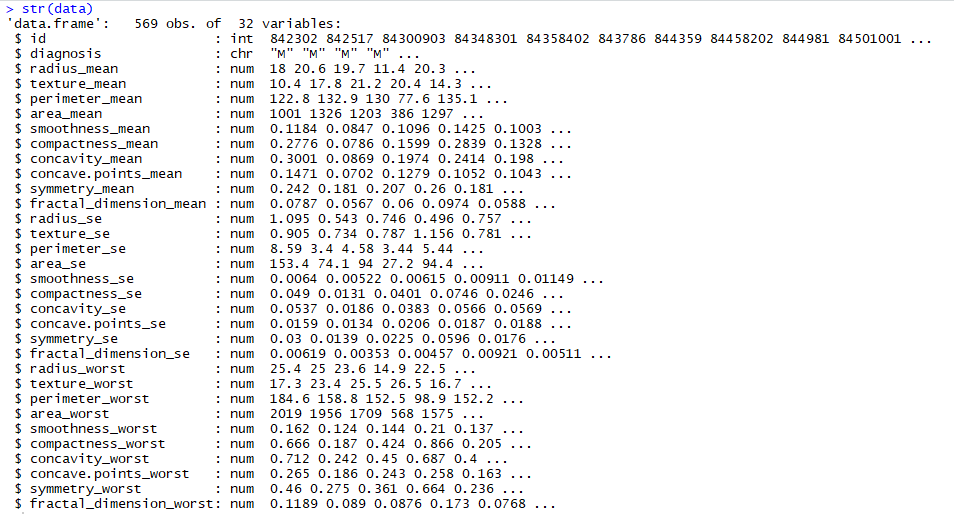 > str(data)
'data.frame':   569 obs. of  32 variables:
 $ id                     : int  842302 842517 84300903 84348301 84358402 843786 844359 84458202 844981 84501001 ...
 $ diagnosis              : chr  "M" "M" "M" "M" ...
 $ radius_mean            : num  18 20.6 19.7 11.4 20.3 ...
 $ texture_mean           : num  10.4 17.8 21.2 20.4 14.3 ...
 $ perimeter_mean         : num  122.8 132.9 130 77.6 135.1 ...
 $ area_mean              : num  1001 1326 1203 386 1297 ...
 $ smoothness_mean        : num  0.1184 0.0847 0.1096 0.1425 0.1003 ...
 $ compactness_mean       : num  0.2776 0.0786 0.1599 0.2839 0.1328 ...
 $ concavity_mean         : num  0.3001 0.0869 0.1974 0.2414 0.198 ...
 $ concave.points_mean    : num  0.1471 0.0702 0.1279 0.1052 0.1043 ...
 $ symmetry_mean          : num  0.242 0.181 0.207 0.26 0.181 ...
 $ fractal_dimension_mean : num  0.0787 0.0567 0.06 0.0974 0.0588 ...
 $ radius_se              : num  1.095 0.543 0.746 0.496 0.757 ...
 $ texture_se             : num  0.905 0.734 0.787 1.156 0.781 ...
 $ perimeter_se           : num  8.59 3.4 4.58 3.44 5.44 ...
 $ area_se                : num  153.4 74.1 94 27.2 94.4 ...
 $ smoothness_se          : num  0.0064 0.00522 0.00615 0.00911 0.01149 ...
 $ compactness_se         : num  0.049 0.0131 0.0401 0.0746 0.0246 ...
 $ concavity_se           : num  0.0537 0.0186 0.0383 0.0566 0.0569 ...
 $ concave.points_se      : num  0.0159 0.0134 0.0206 0.0187 0.0188 ...
 $ symmetry_se            : num  0.03 0.0139 0.0225 0.0596 0.0176 ...
 $ fractal_dimension_se   : num  0.00619 0.00353 0.00457 0.00921 0.00511 ...
 $ radius_worst           : num  25.4 25 23.6 14.9 22.5 ...
 $ texture_worst          : num  17.3 23.4 25.5 26.5 16.7 ...
 $ perimeter_worst        : num  184.6 158.8 152.5 98.9 152.2 ...
 $ area_worst             : num  2019 1956 1709 568 1575 ...
 $ smoothness_worst       : num  0.162 0.124 0.144 0.21 0.137 ...
 $ compactness_worst      : num  0.666 0.187 0.424 0.866 0.205 ...
 $ concavity_worst        : num  0.712 0.242 0.45 0.687 0.4 ...
 $ concave.points_worst   : num  0.265 0.186 0.243 0.258 0.163 ...
 $ symmetry_worst         : num  0.46 0.275 0.361 0.664 0.236 ...
 $ fractal_dimension_worst: num  0.1189 0.089 0.0876 0.173 0.0768 ...